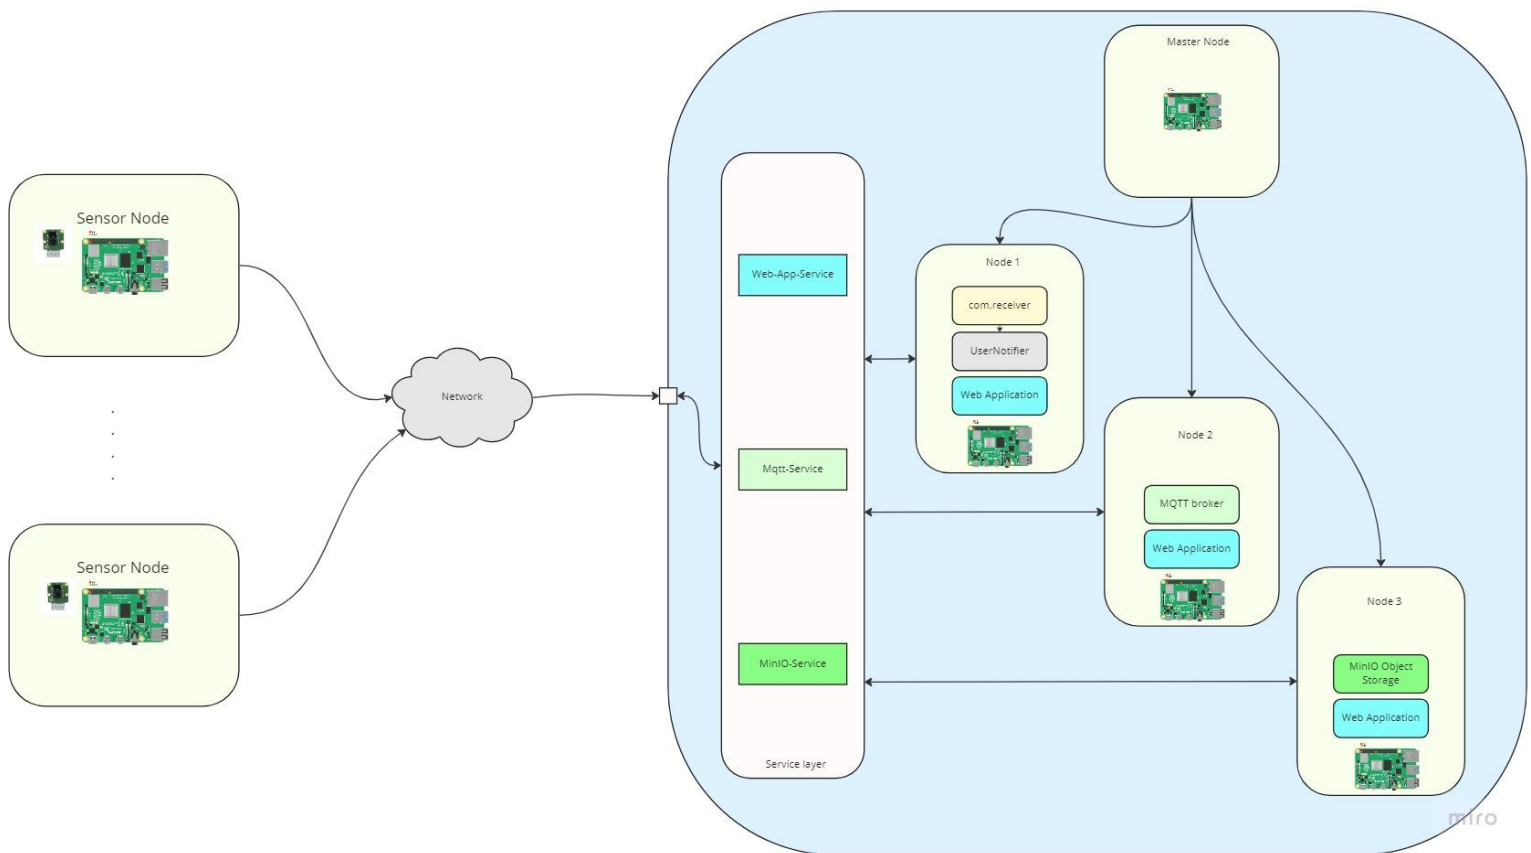 Master Node
Sensor Node
Sensor Node
Network
Web-App-Service
Mqtt-Service
MinIO-Service
Service layer
Node 1
com.receiver
UserNotifier
Web Application
Node 2
MQTT broker
Web Application
Node 3
MinIO Object
Storage
Web Application
miro